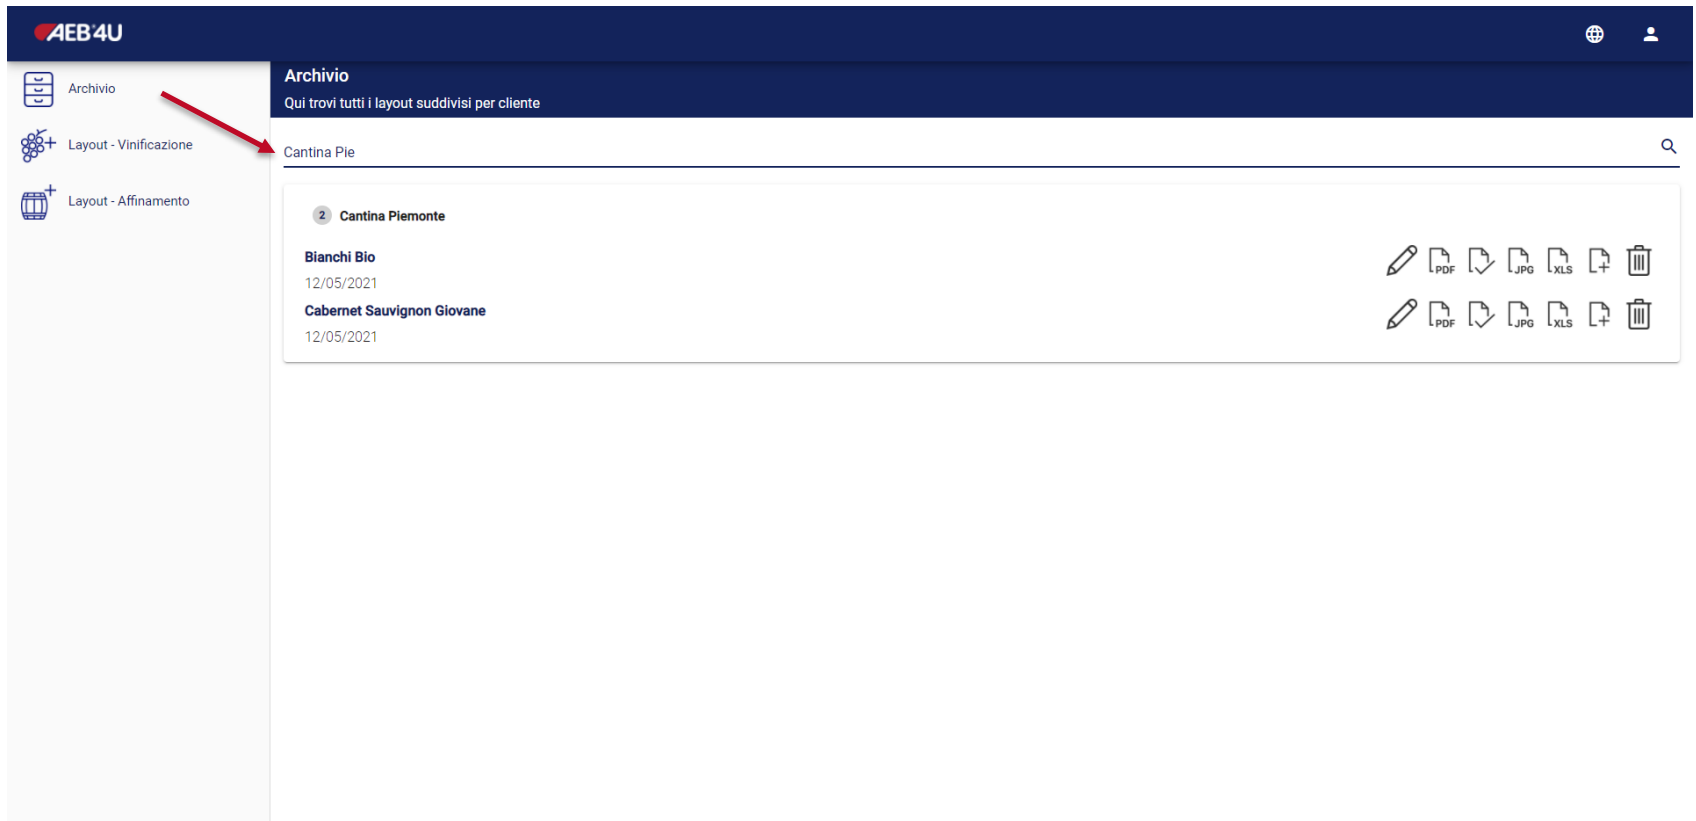 AEB4U
Archivio
Layout - Vinificazione
Layout - Affinamento
Archivio
Qui trovi tutti i layout suddivisi per cliente
Cantina Pie
2 Cantina Piemonte
Bianchi Bio
PDF JPG XLS
12/05/2021
Cabernet Sauvignon Giovane
PDF JPG XLS
12/05/2021